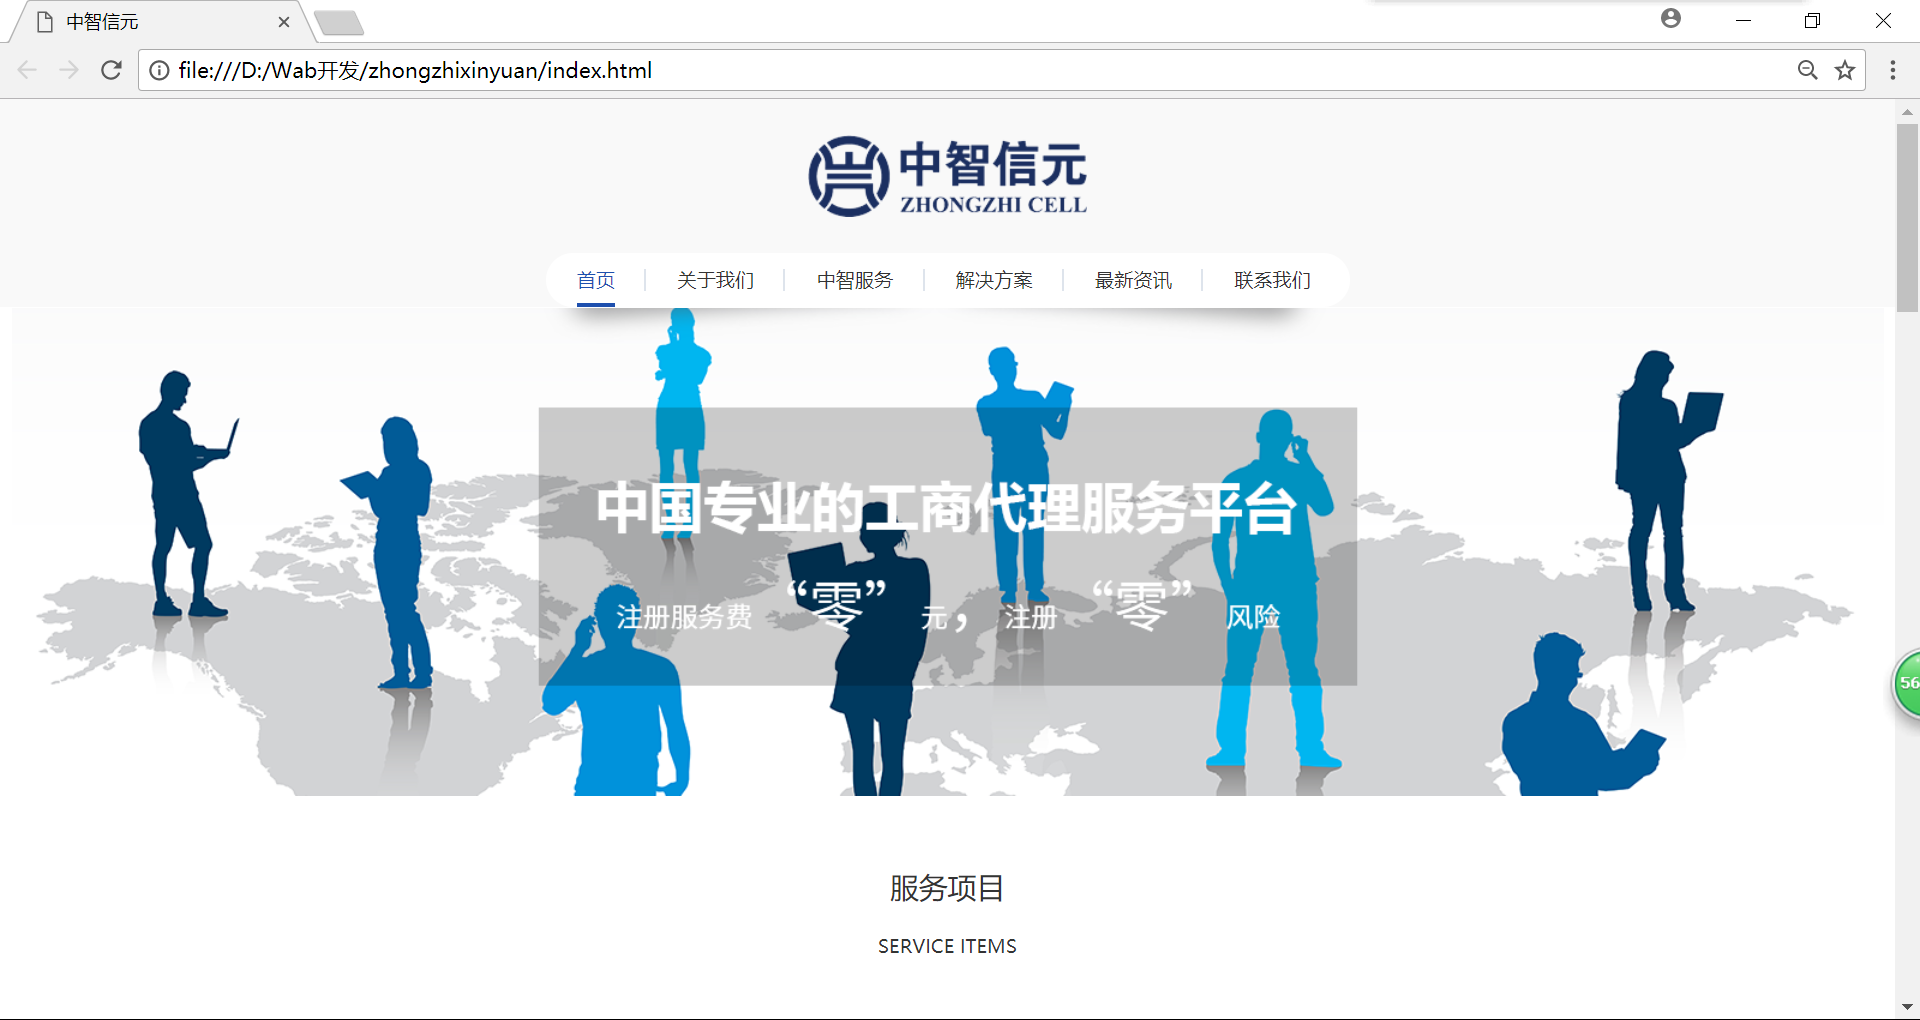 中智信元
file:///D:/Wab开发/zhongzhixinyuan/index.html
中智信元
ZHONGZHI CELL
首页 关于我们 中智服务 解决方案 最新资讯 联系我们
中国专业的工商代理服务平台
注册服务费 “零” 元， 注册 “零” 风险
56
服务项目
SERVICE ITEMS